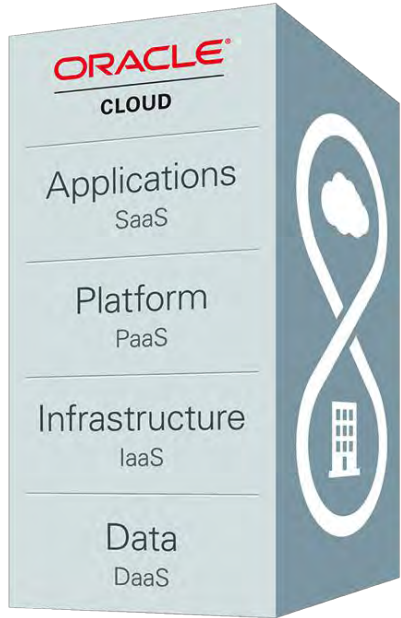 ORACLE®
CLOUD
Applications
SaaS
Platform
PaaS
Infrastructure
IaaS
Data
DaaS